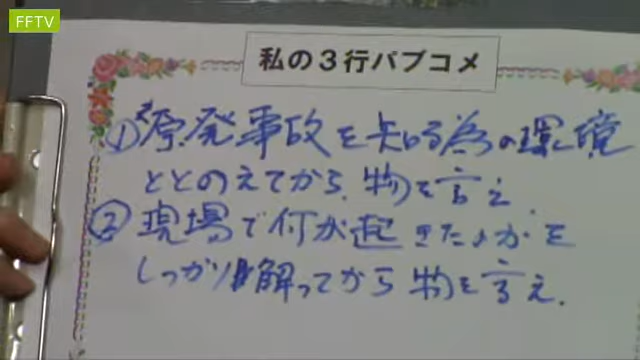 FFTV
私の3行パブコメ
①原発事故を知る為の環境
ととのえてから、物を言え.
②現場で何が起きたのかを
しっかり解ってから物を言え.